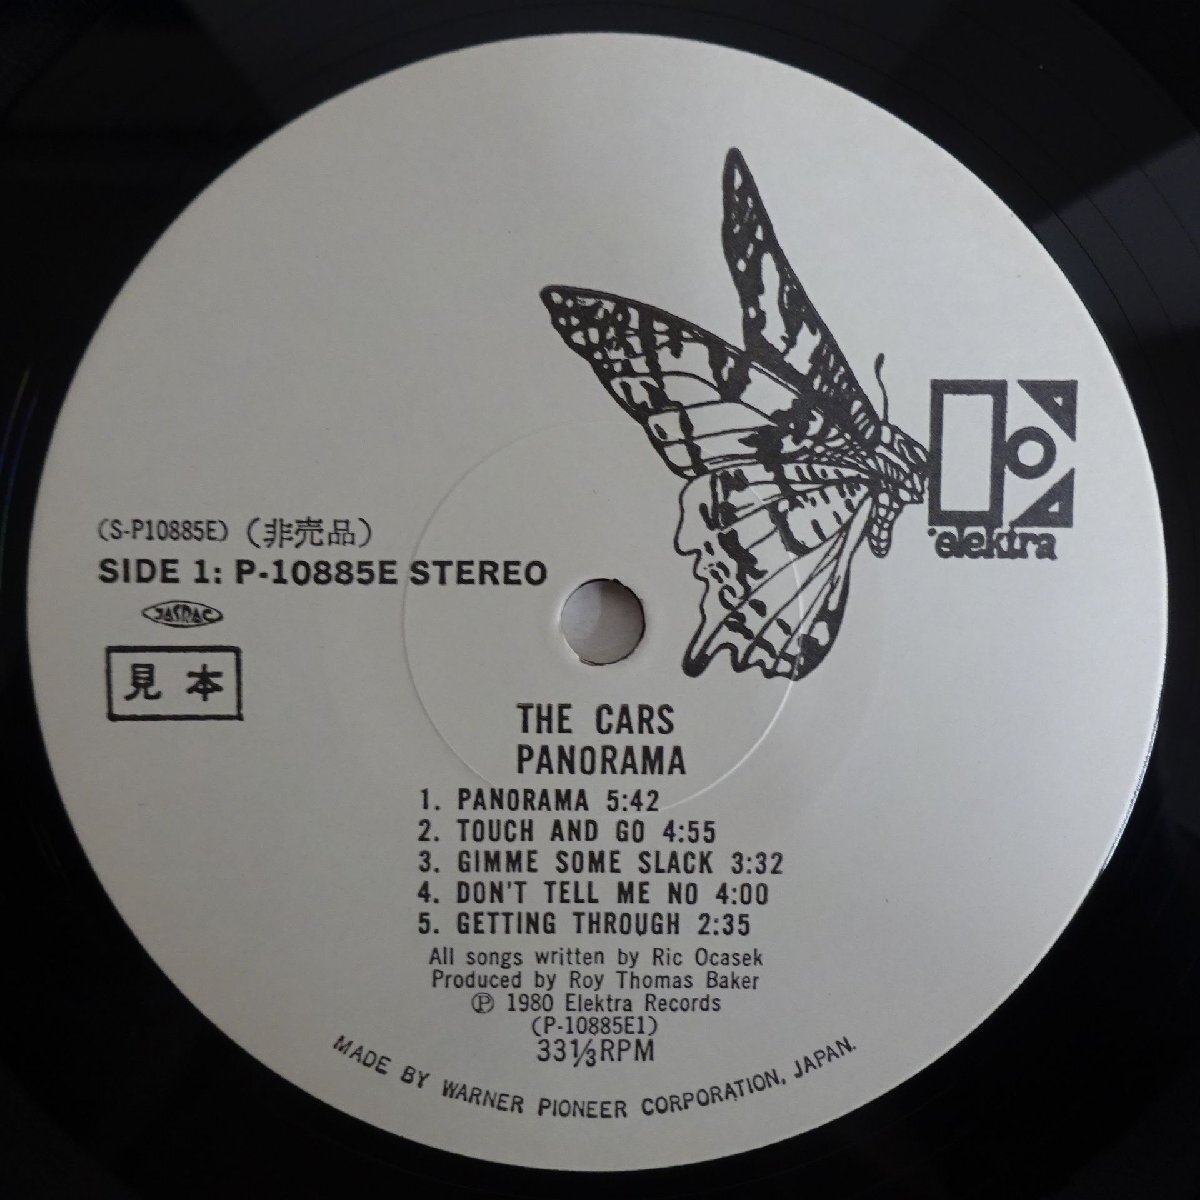 elektra
(S-P10885E) (非売品)
SIDE 1: P-10885E STEREO
JASRAC
見本
THE CARS
PANORAMA
1. PANORAMA 5:42
2. TOUCH AND GO 4:55
3. GIMME SOME SLACK 3:32
4. DON'T TELL ME NO 4:00
5. GETTING THROUGH 2:35
All songs written by Ric Ocasek
Produced by Roy Thomas Baker
Ⓟ 1980 Elektra Records
(P-10885E1)
33⅓RPM
MADE BY WARNER PIONEER CORPORATION, JAPAN.